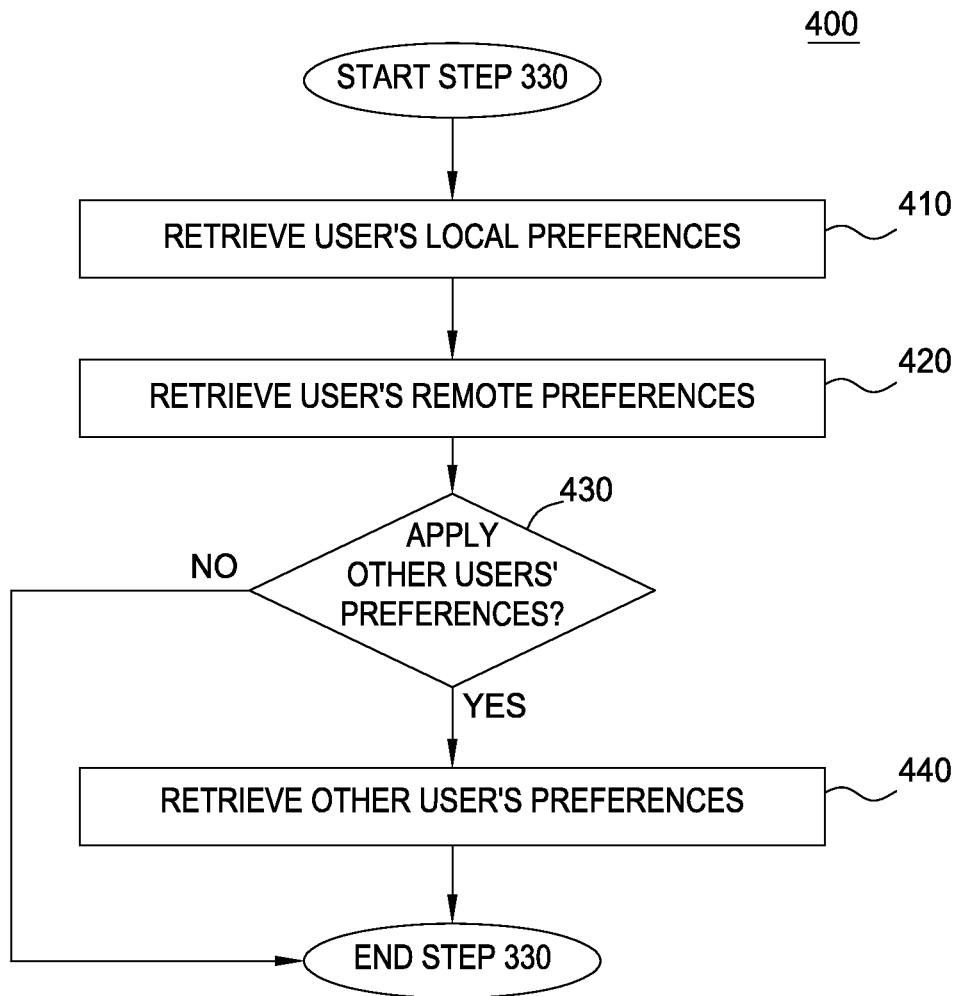 400
START STEP 330
RETRIEVE USER'S LOCAL PREFERENCES
410
RETRIEVE USER'S REMOTE PREFERENCES
420
430
APPLY
OTHER USERS'
PREFERENCES?
NO
YES
RETRIEVE OTHER USER'S PREFERENCES
440
END STEP 330